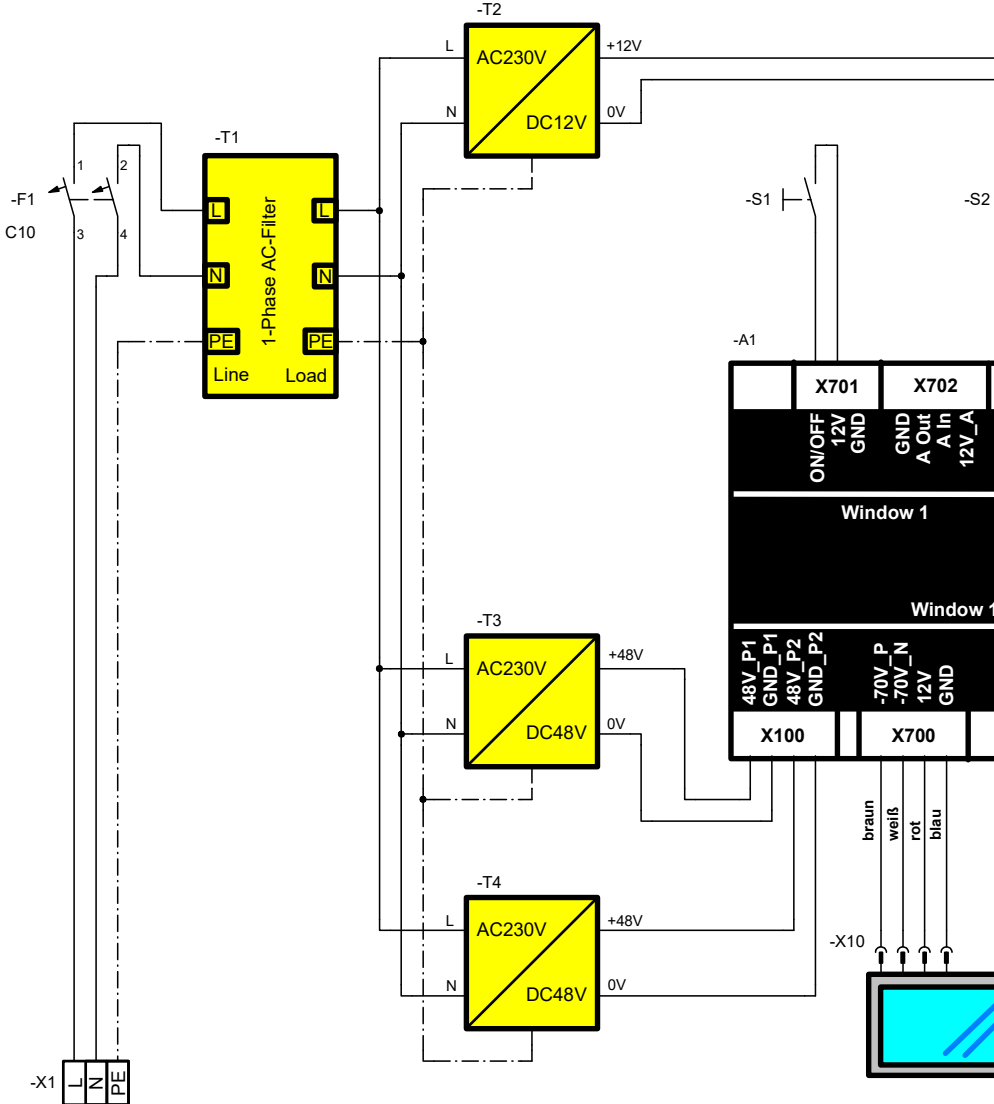 -T2
L
AC230V
+12V
N
DC12V
0V
-T1
1
2
-F1
C10
3
4
L
L
N
N
PE
PE
1-Phase AC-Filter
Line
Load
-S1
-S2
-A1
X701
X702
ON/OFF
12V
GND
GND
A Out
A In
12V_A
Window 1
Window 1
-T3
L
AC230V
+48V
N
DC48V
0V
48V_P1
GND_P1
48V_P2
GND_P2
-70V_P
-70V_N
12V
GND
X100
X700
braun
weiß
rot
blau
-T4
L
AC230V
+48V
N
DC48V
0V
-X10
-X1
L
N
PE